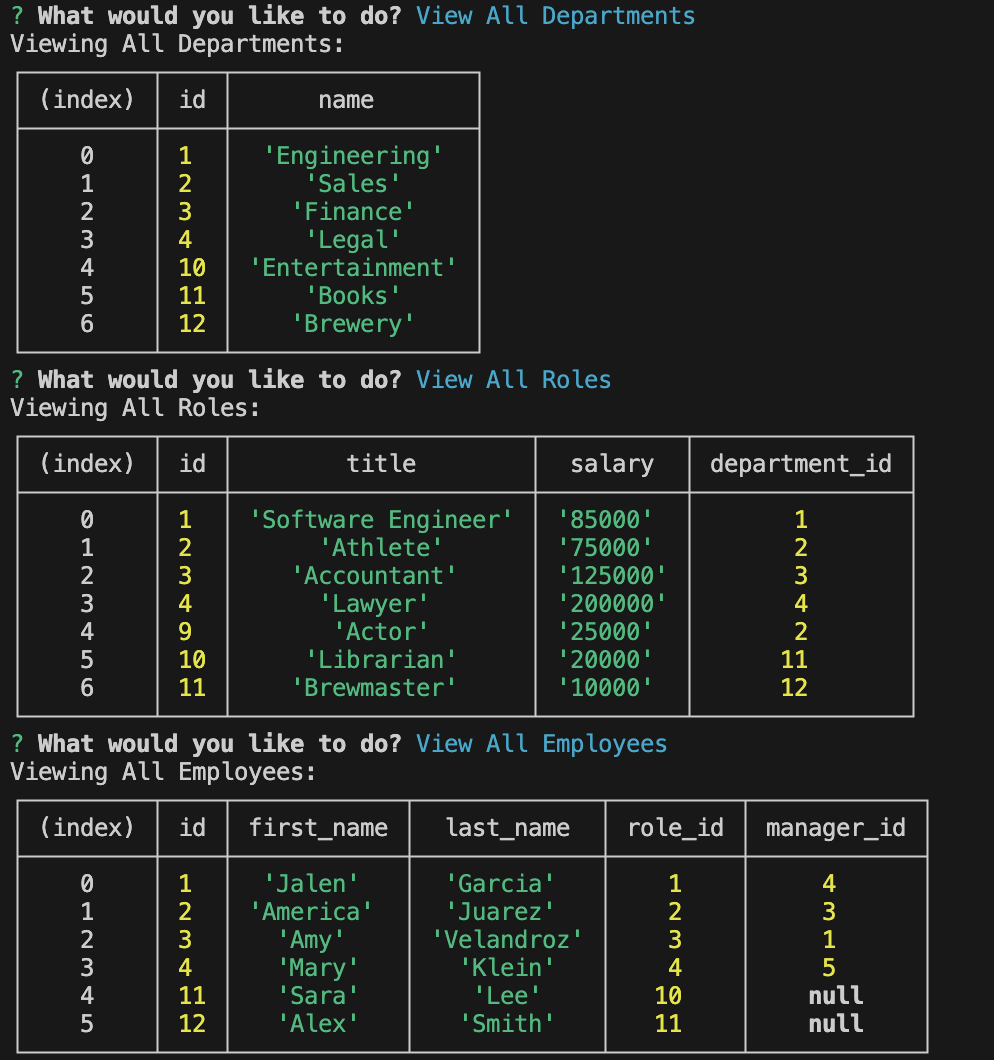 ? What would you like to do? View All Departments
Viewing All Departments:
(index) id name
0 1 'Engineering'
1 2 'Sales'
2 3 'Finance'
3 4 'Legal'
4 10 'Entertainment'
5 11 'Books'
6 12 'Brewery'
? What would you like to do? View All Roles
Viewing All Roles:
(index) id title salary department_id
0 1 'Software Engineer' '85000' 1
1 2 'Athlete' '75000' 2
2 3 'Accountant' '125000' 3
3 4 'Lawyer' '200000' 4
4 9 'Actor' '25000' 2
5 10 'Librarian' '20000' 11
6 11 'Brewmaster' '10000' 12
? What would you like to do? View All Employees
Viewing All Employees:
(index) id first_name last_name role_id manager_id
0 1 'Jalen' 'Garcia' 1 4
1 2 'America' 'Juarez' 2 3
2 3 'Amy' 'Velandroz' 3 1
3 4 'Mary' 'Klein' 4 5
4 11 'Sara' 'Lee' 10 null
5 12 'Alex' 'Smith' 11 null